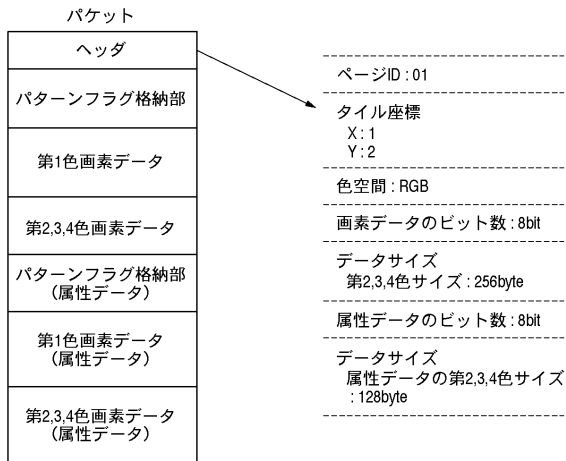 パケット
ヘッダ
パターンフラグ格納部
第1色画素データ
第2,3,4色画素データ
パターンフラグ格納部
(属性データ)
第1色画素データ
(属性データ)
第2,3,4色画素データ
(属性データ)
ページID : 01
タイル座標
X : 1
Y : 2
色空間 : RGB
画素データのビット数 : 8bit
データサイズ
第2,3,4色サイズ : 256byte
属性データのビット数 : 8bit
データサイズ
属性データの第2,3,4色サイズ
: 128byte